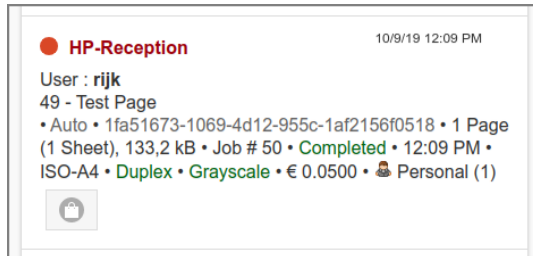 HP-Reception 10/9/19 12:09 PM
User : rijk
49 - Test Page
• Auto • 1fa51673-1069-4d12-955c-1af2156f0518 • 1 Page
(1 Sheet), 133,2 kB • Job # 50 • Completed • 12:09 PM •
ISO-A4 • Duplex • Grayscale • € 0.0500 • Personal (1)